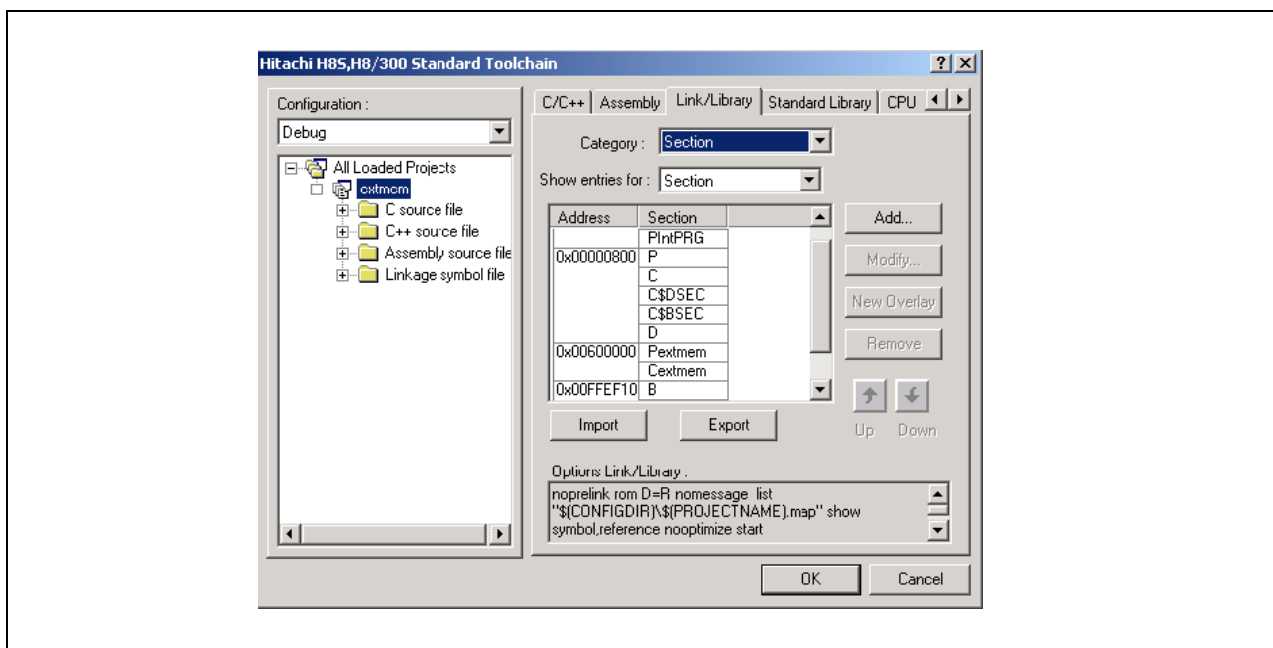 Hitachi H8S,H8/300 Standard Toolchain
Configuration :
Debug
All Loaded Projects
extmem
C source file
C++ source file
Assembly source file
Linkage symbol file
C/C++ Assembly Link/Library Standard Library CPU
Category : Section
Show entries for : Section
Address Section
PIntPRG
0x00000800 P
C
C$DSEC
C$BSEC
D
0x00600000 Pextmem
Cextmem
0x00FFEF10 B
Add...
Modify...
New Overlay
Remove
Up Down
Import Export
Options Link/Library :
noprelink rom D=R nomessage list
"$(CONFIGDIR)\$(PROJECTNAME).map" show
symbol,reference nooptimize start
OK Cancel